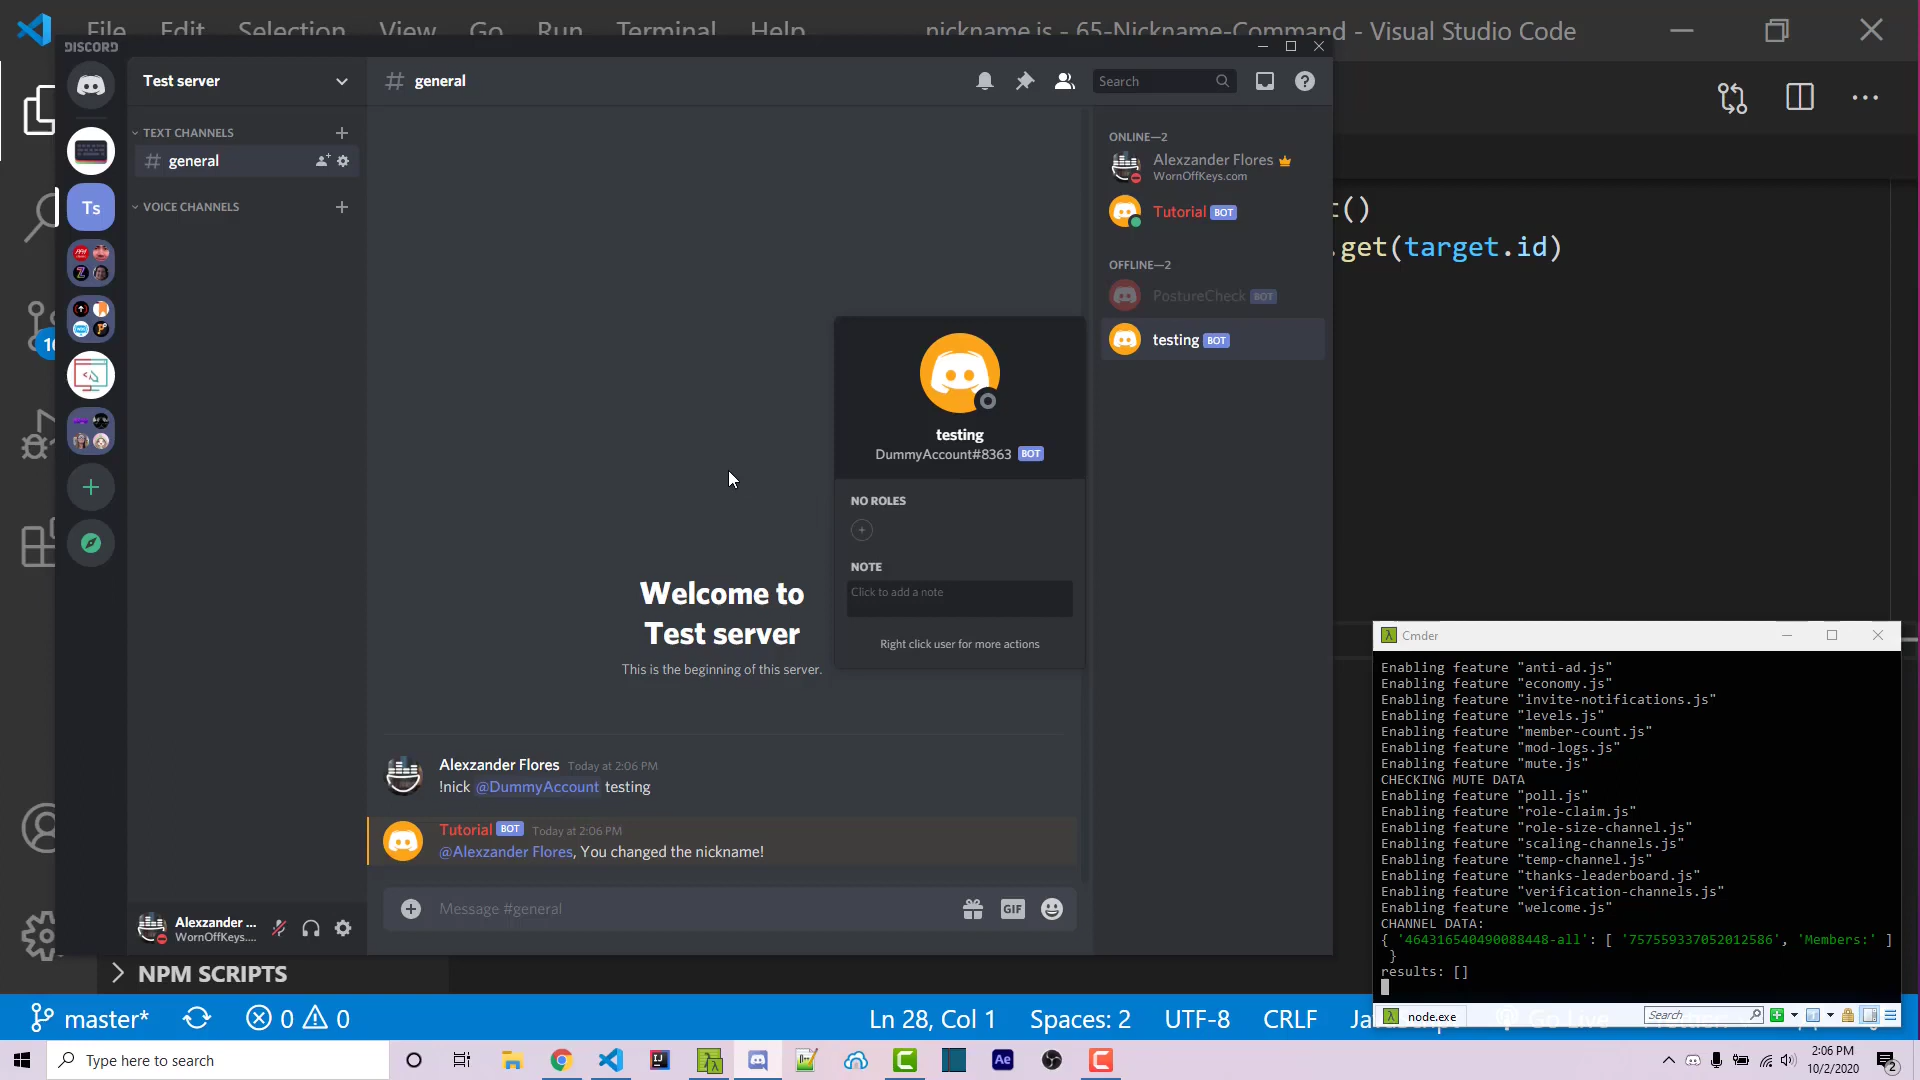 File Edit Selection View Go Run Terminal Help nickname.js - 65-Nickname-Command - Visual Studio Code
DISCORD
Test server
# general
Search
TEXT CHANNELS
# general
VOICE CHANNELS
Ts
ONLINE—2
Alexzander Flores
WornOffKeys.com
Tutorial BOT
OFFLINE—2
PostureCheck BOT
testing BOT
testing
DummyAccount#8363 BOT
NO ROLES
NOTE
Click to add a note
Right click user for more actions
Welcome to
Test server
This is the beginning of this server.
Alexzander Flores Today at 2:06 PM
!nick @DummyAccount testing
Tutorial BOT Today at 2:06 PM
@Alexzander Flores, You changed the nickname!
Message #general
GIF
Alexzander ...
WornOffKeys....
()
.get(target.id)
Cmder
Enabling feature "anti-ad.js"
Enabling feature "economy.js"
Enabling feature "invite-notifications.js"
Enabling feature "levels.js"
Enabling feature "member-count.js"
Enabling feature "mod-logs.js"
Enabling feature "mute.js"
CHECKING MUTE DATA
Enabling feature "poll.js"
Enabling feature "role-claim.js"
Enabling feature "role-size-channel.js"
Enabling feature "scaling-channels.js"
Enabling feature "temp-channel.js"
Enabling feature "thanks-leaderboard.js"
Enabling feature "verification-channels.js"
Enabling feature "welcome.js"
CHANNEL DATA:
{ '464316540490088448-all': [ '757559337052012586', 'Members:' ]
}
results: []
node.exe
Search
NPM SCRIPTS
master* 0 0 Ln 28, Col 1 Spaces: 2 UTF-8 CRLF Go Live
Type here to search
Ae
2:06 PM
10/2/2020
2